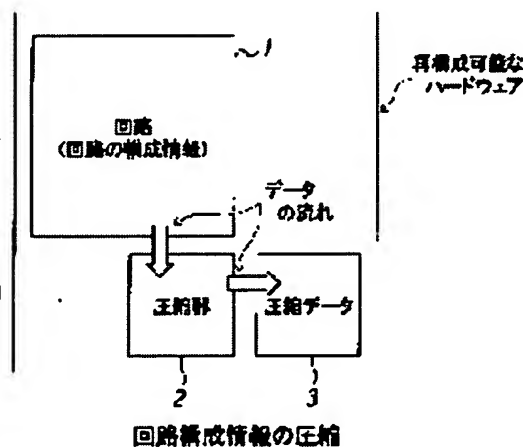 ~1
再構成可能な
ハードウェア
回路
(回路の構成情報)
データ
の流れ
圧縮部
圧縮データ
2
3
回路構成情報の圧縮